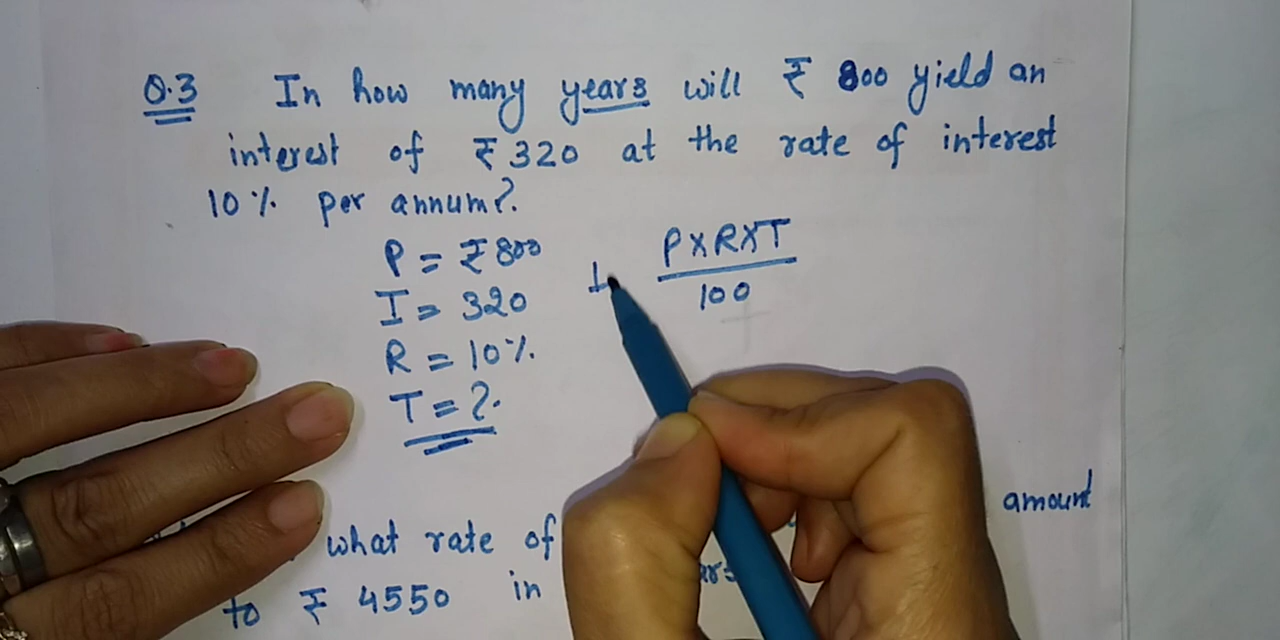 Q.3 In how many years will ₹ 800 yield an
interest of ₹ 320 at the rate of interest
10% per annum?
P = ₹ 800
I = 320
R = 10%
T = ?
I
P X R X T
100
what rate of
amount
to ₹ 4550 in